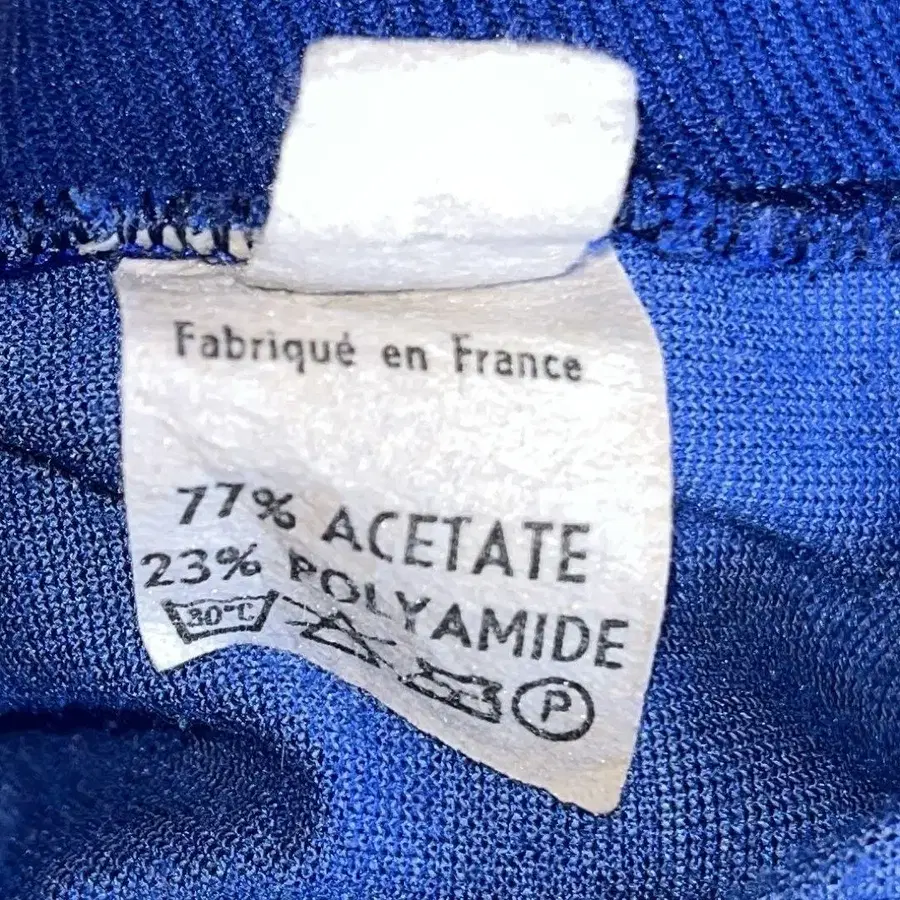 Fabriqué en France
77% ACETATE
23% POLYAMIDE
30°C P